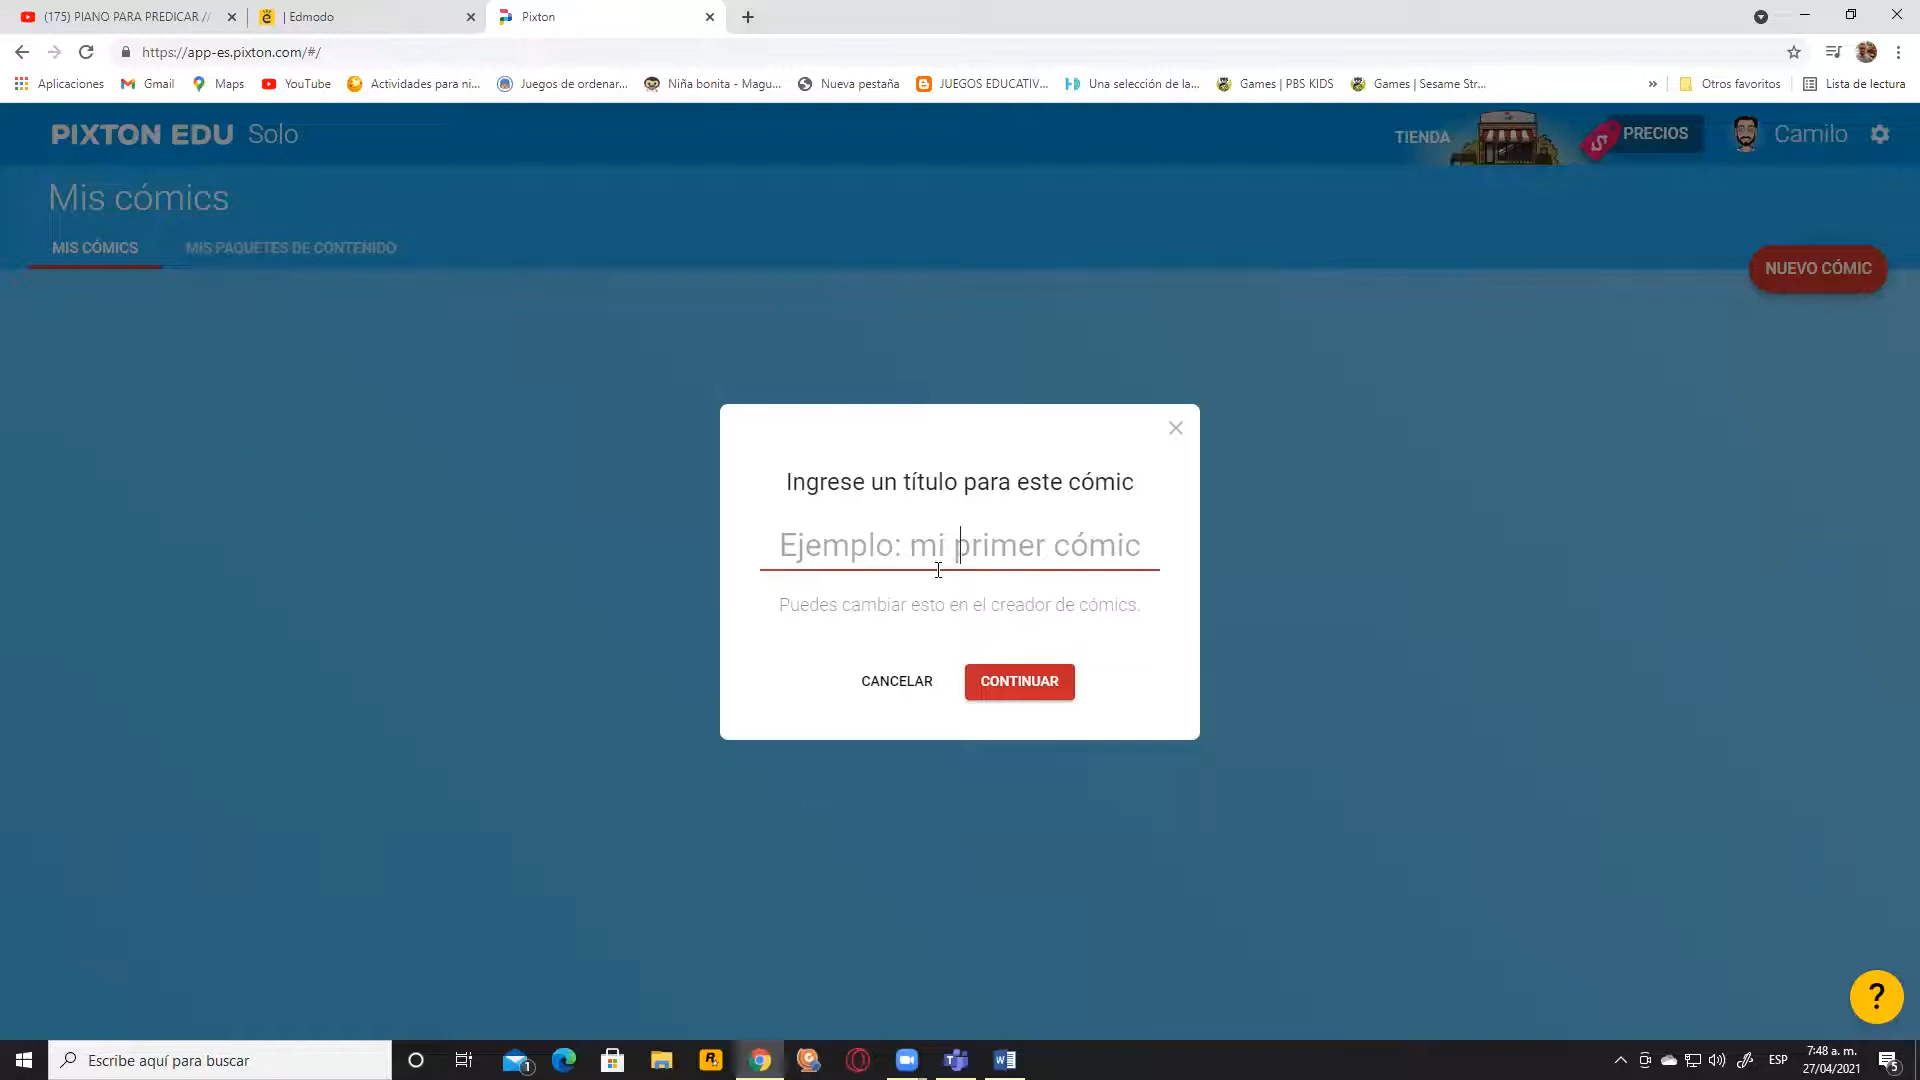 (175) PIANO PARA PREDICAR //
| Edmodo
Pixton
https://app-es.pixton.com/#/
Aplicaciones
Gmail
Maps
YouTube
Actividades para ni...
Juegos de ordenar...
Niña bonita - Magu...
Nueva pestaña
JUEGOS EDUCATIV...
Una selección de la...
Games | PBS KIDS
Games | Sesame Str...
»
Otros favoritos
Lista de lectura
PIXTON EDU Solo
TIENDA
PRECIOS
Camilo
Mis cómics
MIS CÓMICS
MIS PAQUETES DE CONTENIDO
NUEVO CÓMIC
Ingrese un título para este cómic
Ejemplo: mi primer cómic
Puedes cambiar esto en el creador de cómics.
CANCELAR
CONTINUAR
?
Escribe aquí para buscar
1
ESP
7:48 a. m.
27/04/2021
5